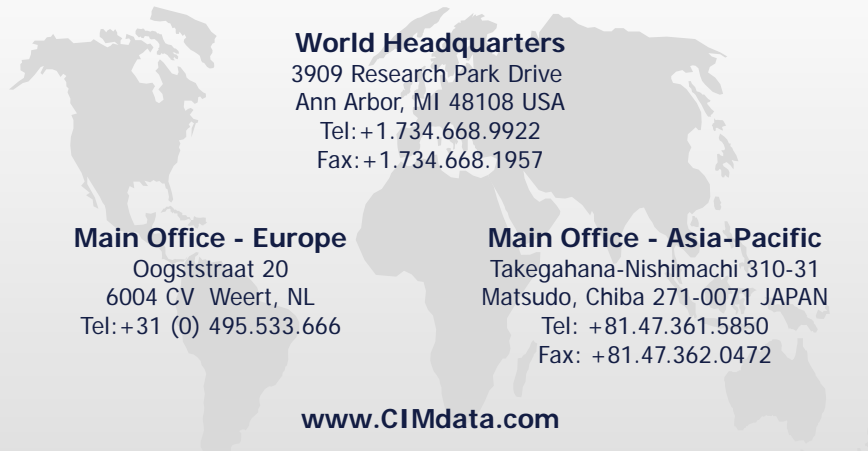 World Headquarters
3909 Research Park Drive
Ann Arbor, MI 48108 USA
Tel:+1.734.668.9922
Fax:+1.734.668.1957
Main Office - Europe
Oogststraat 20
6004 CV  Weert, NL
Tel:+31 (0) 495.533.666
Main Office - Asia-Pacific
Takegahana-Nishimachi 310-31
Matsudo, Chiba 271-0071 JAPAN
Tel: +81.47.361.5850
Fax: +81.47.362.0472
www.CIMdata.com